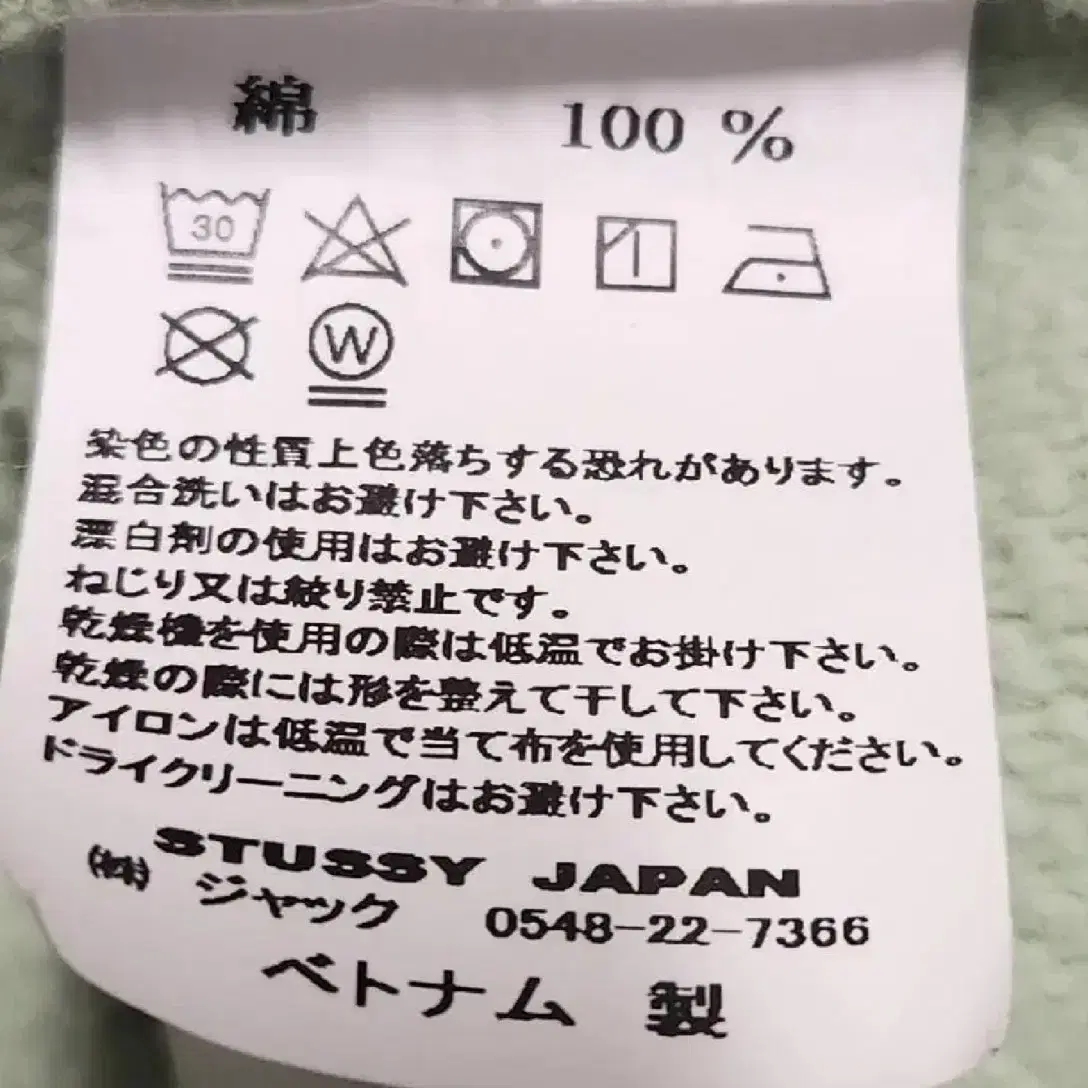 綿 100 %
30
W
染色の性質上色落ちする恐れがあります。
混合洗いはお避け下さい。
漂白剤の使用はお避け下さい。
ねじり又は絞り禁止です。
乾燥機を使用の際は低温でお掛け下さい。
乾燥の際には形を整えて干して下さい。
アイロンは低温で当て布を使用してください。
ドライクリーニングはお避け下さい。
STUSSY JAPAN
㈱ ジャック 0548-22-7366
ベトナム 製